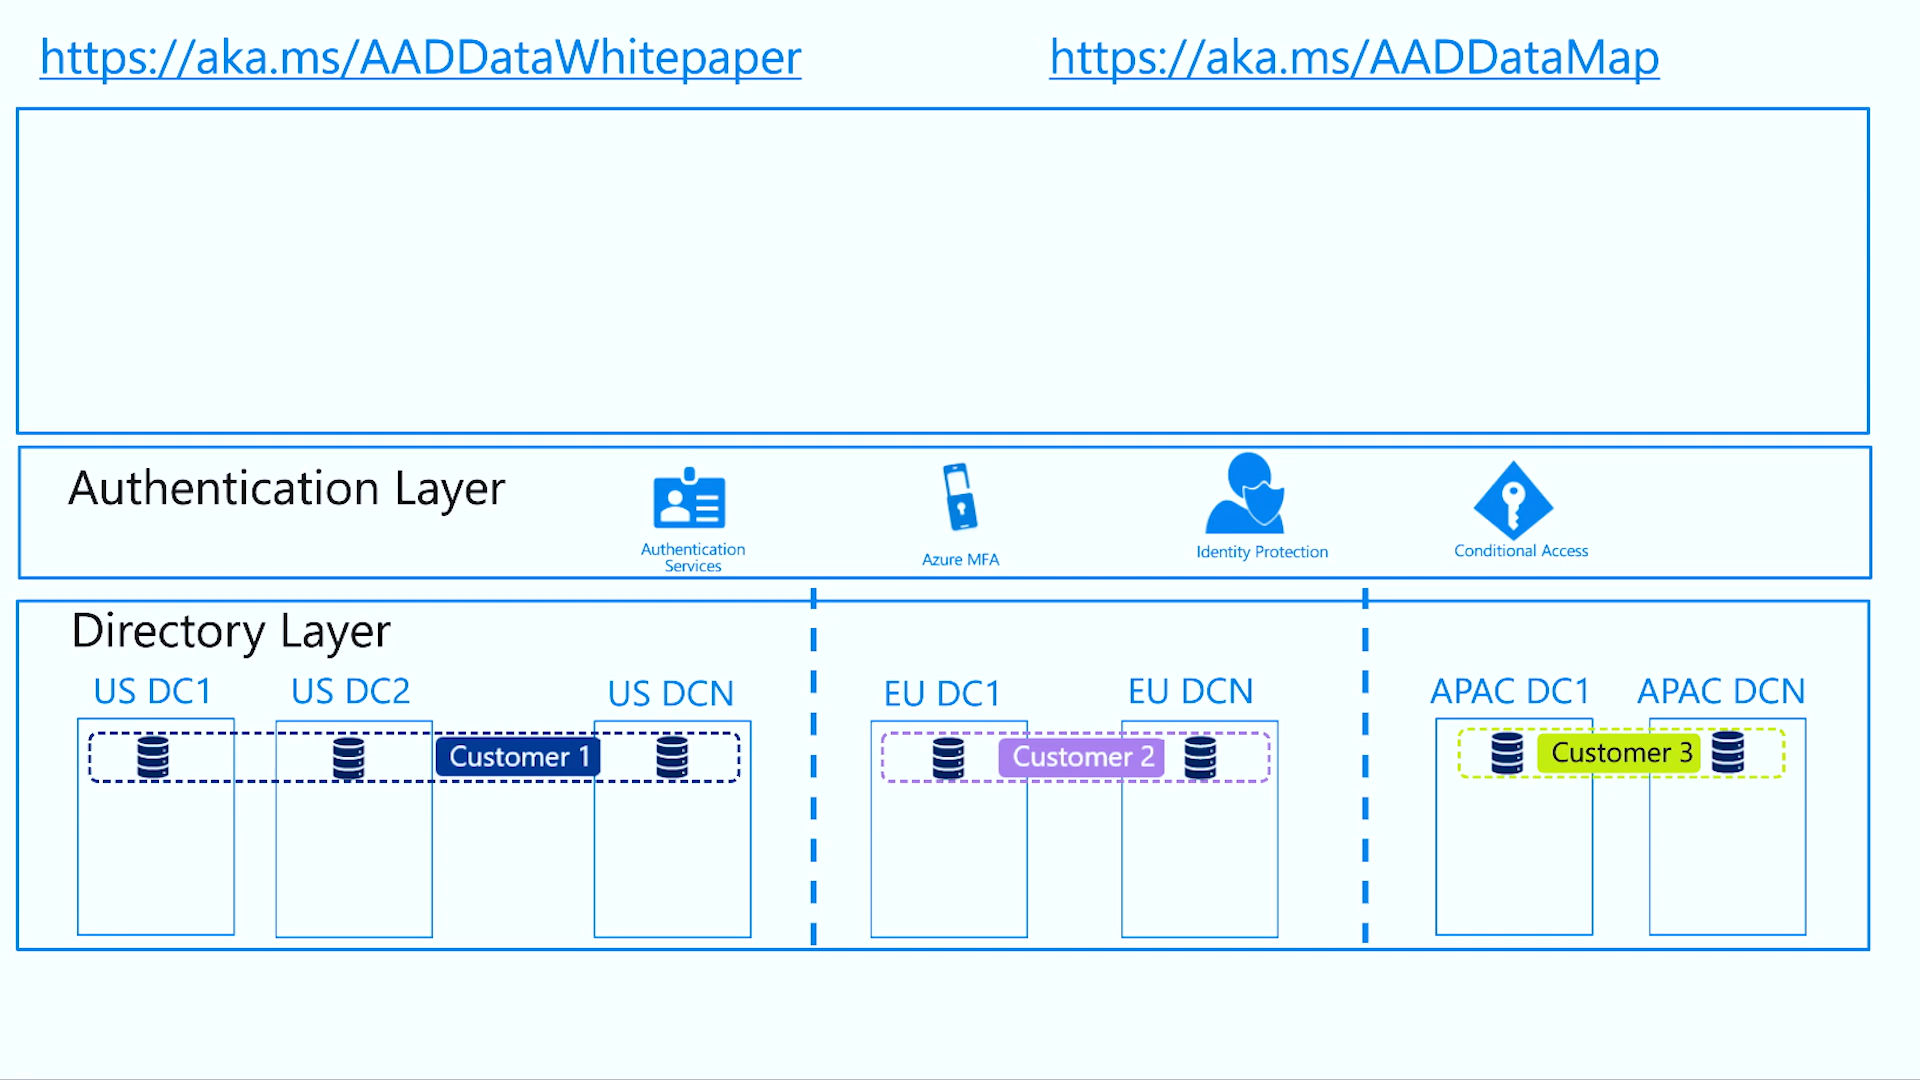 https://aka.ms/AADDataWhitepaper
https://aka.ms/AADDataMap
Authentication Layer
Authentication
Services
Azure MFA
Identity Protection
Conditional Access
Directory Layer
US DC1
US DC2
US DCN
EU DC1
EU DCN
APAC DC1
APAC DCN
Customer 1
Customer 2
Customer 3